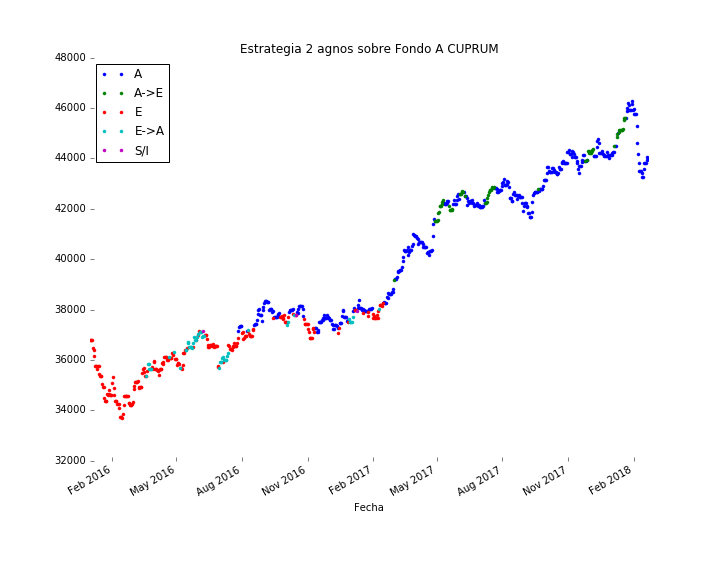 Estrategia 2 agnos sobre Fondo A CUPRUM
48000
46000
44000
42000
40000
38000
36000
34000
32000
A
A->E
E
E->A
S/I
Feb 2016
May 2016
Aug 2016
Nov 2016
Feb 2017
May 2017
Aug 2017
Nov 2017
Feb 2018
Fecha